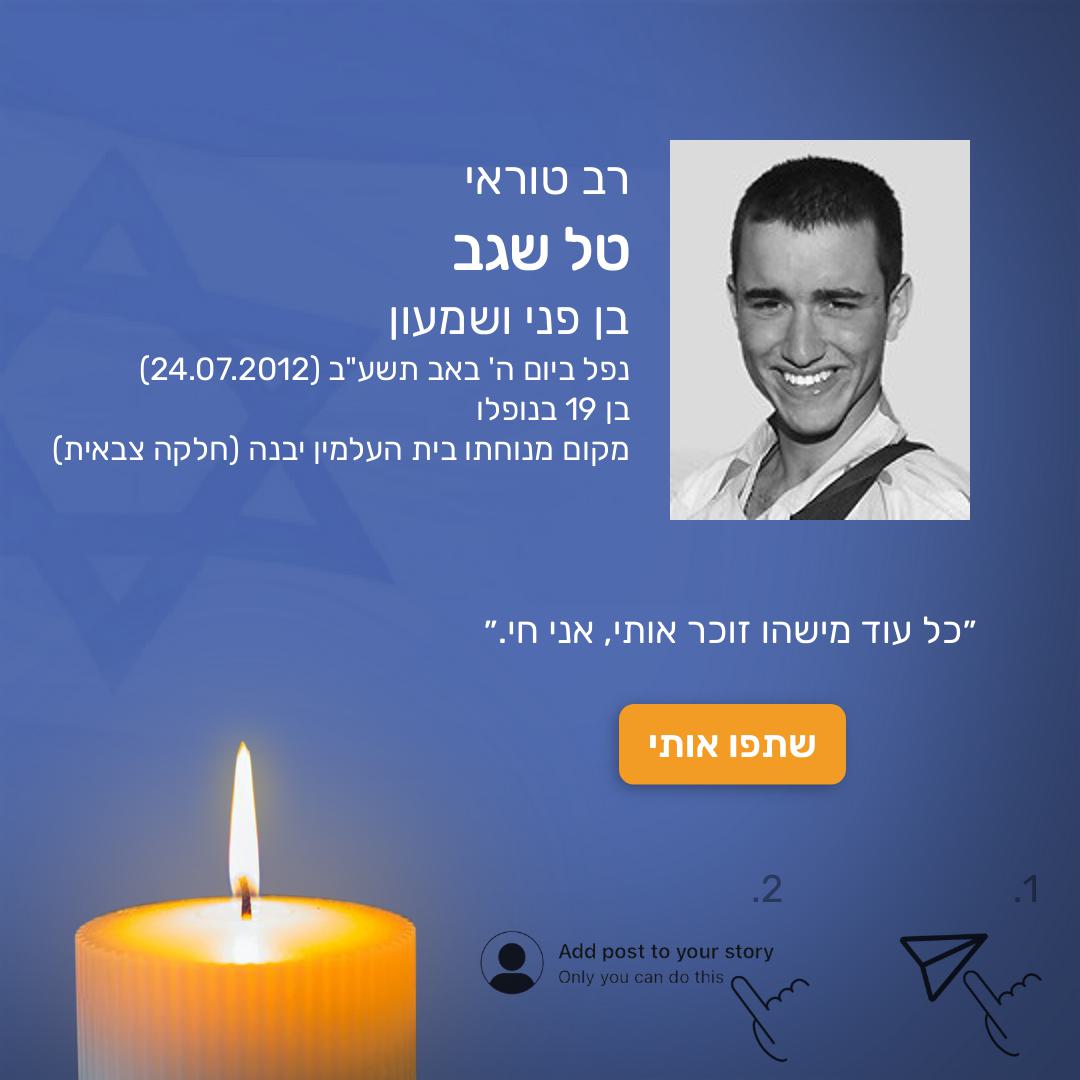 רב טוראי
טל שגב
בן פני ושמעון
נפל ביום ה' באב תשע"ב (24.07.2012)
בן 19 בנופלו
מקום מנוחתו בית העלמין יבנה (חלקה צבאית)
״כל עוד מישהו זוכר אותי, אני חי.״
שתפו אותי
1.
2.
Add post to your story
Only you can do this